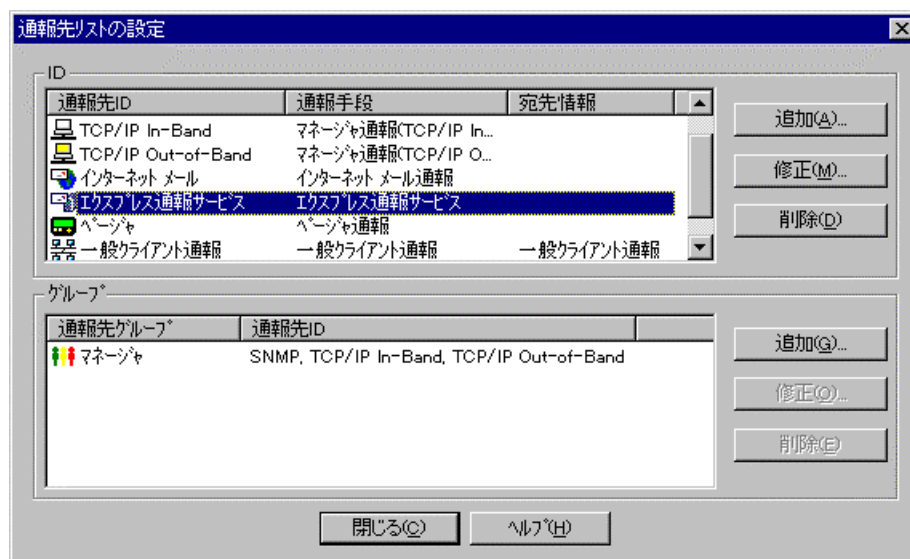 通報先リストの設定
ID
通報先ID 通報手段 宛先情報
TCP/IP In-Band マネージャ通報(TCP/IP In...
TCP/IP Out-of-Band マネージャ通報(TCP/IP O...
インターネット メール インターネット メール通報
エクスプレス通報サービス エクスプレス通報サービス
ページャ ページャ通報
一般クライアント通報 一般クライアント通報 一般クライアント通報
追加(A)...
修正(M)...
削除(D)
グループ
通報先グループ 通報先ID
マネージャ SNMP, TCP/IP In-Band, TCP/IP Out-of-Band
追加(G)...
修正(O)...
削除(E)
閉じる(C) ヘルプ(H)